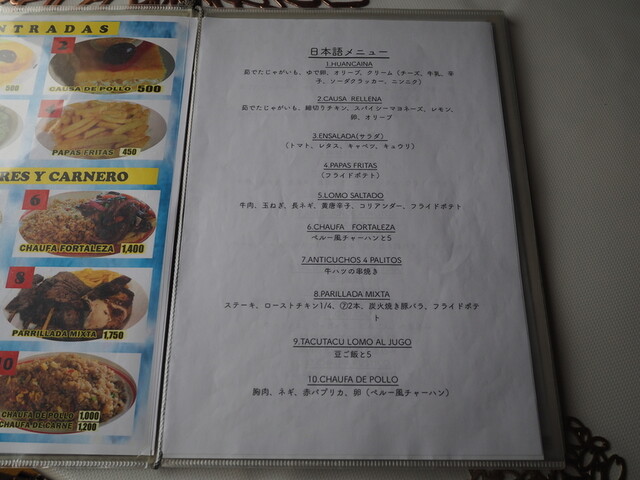 NTRADAS
2
500
CAUSA DE POLLO 500
PAPAS FRITAS 450
RES Y CARNERO
6
CHAUFA FORTALEZA 1,400
8
PARRILLADA MIXTA 1,750
10
CHAUFA DE POLLO 1,000
CHAUFA DE CARNE 1,200
日本語メニュー
1.HUANCAINA
茹でたじゃがいも、ゆで卵、オリーブ、クリーム（チーズ、牛乳、辛
子、ソーダクラッカー、ニンニク）
2.CAUSA RELLENA
茹でたじゃがいも、細切りチキン、スパイシーマヨネーズ、レモン、
卵、オリーブ
3.ENSALADA(サラダ)
（トマト、レタス、キャベツ、キュウリ）
4.PAPAS FRITAS
（フライドポテト）
5.LOMO SALTADO
牛肉、玉ねぎ、長ネギ、黄唐辛子、コリアンダー、フライドポテト
6.CHAUFA FORTALEZA
ペルー風チャーハンと5
7.ANTICUCHOS 4 PALITOS
牛ハツの串焼き
8.PARILLADA MIXTA
ステーキ、ローストチキン1/4、⑦2本、炭火焼き豚バラ、フライドポテ
ト
9.TACUTACU LOMO AL JUGO
豆ご飯と5
10.CHAUFA DE POLLO
胸肉、ネギ、赤パプリカ、卵（ペルー風チャーハン）